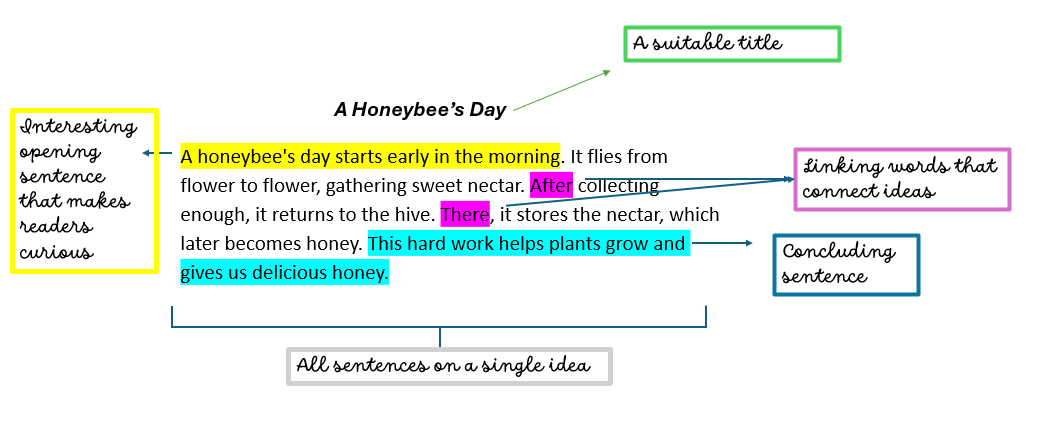 A suitable title
A Honeybee's Day
Interesting
opening
sentence
that makes
readers
curious
A honeybee's day starts early in the morning. It flies from
flower to flower, gathering sweet nectar. After collecting
enough, it returns to the hive. There, it stores the nectar, which
later becomes honey. This hard work helps plants grow and
gives us delicious honey.
Linking words that
connect ideas
Concluding
sentence
All sentences on a single idea